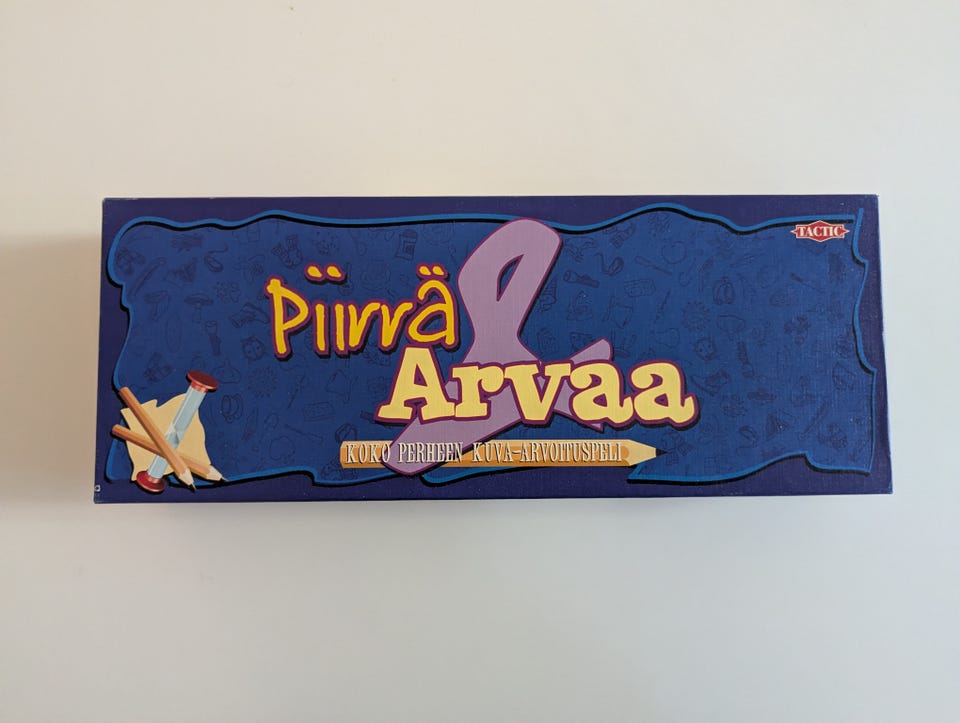 TACTIC
Piirrä
&
Arvaa
KOKO PERHEEN KUVA-ARVOITUSPELI